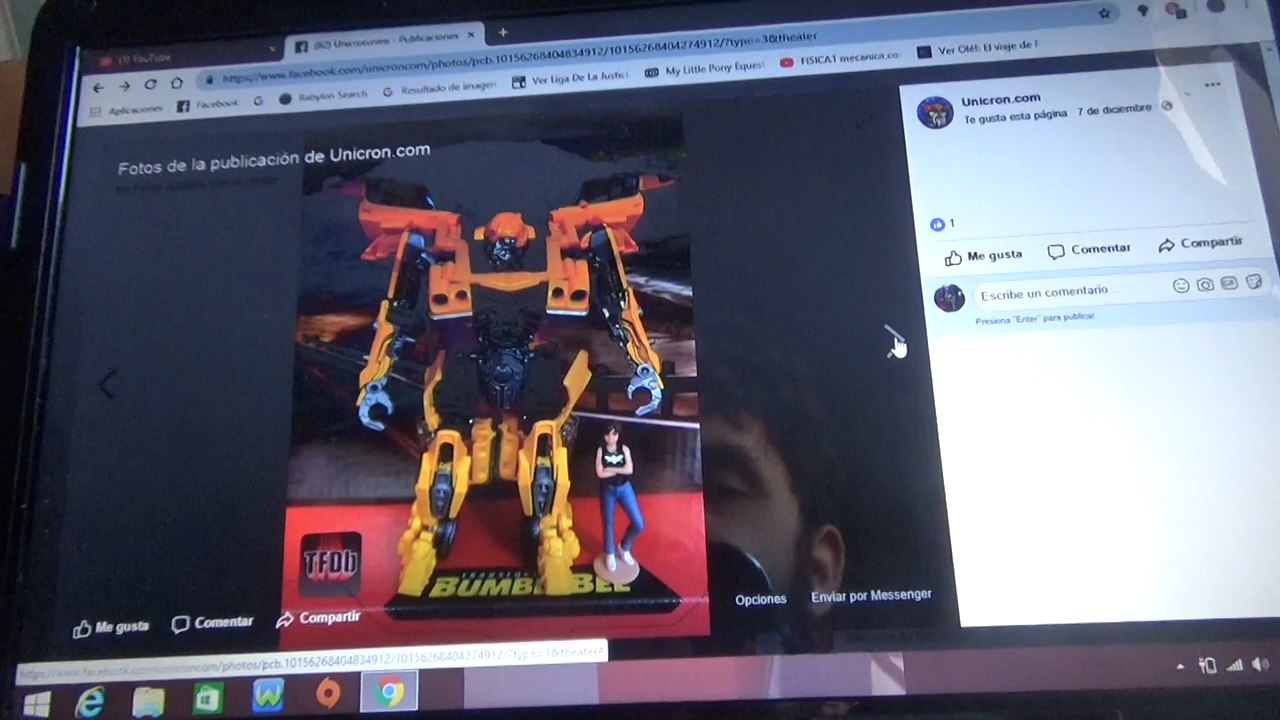 (1) YouTube
(92) Unicron.com - Publicaciones
https://www.facebook.com/unicroncom/photos/pcb.10156268404834912/10156268404274912/?type=3&theater
Aplicaciones
Facebook
Babylon Search
Resultado de imagen
Ver Liga De La Justici
My Little Pony Equest
FISICA1 mecanica.co
Ver Olé!: El viaje de F
Fotos de la publicación de Unicron.com
Unicron.com
Te gusta esta página 7 de diciembre
1
Me gusta
Comentar
Compartir
Escribe un comentario
Presiona "Enter" para publicar.
TFDb
TRANSFORMERS
BUMBLEBEE
Opciones
Enviar por Messenger
Me gusta
Comentar
Compartir
https://www.facebook.com/unicroncom/photos/pcb.10156268404834912/10156268404274912/?type=3&theater#